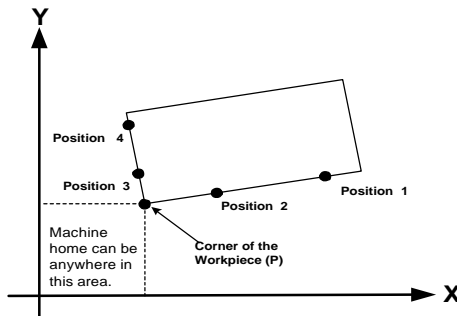 Y
Position 4
Position 3
Position 1
Position 2
Machine
home can be
anywhere in
this area.
Corner of the
Workpiece (P)
X